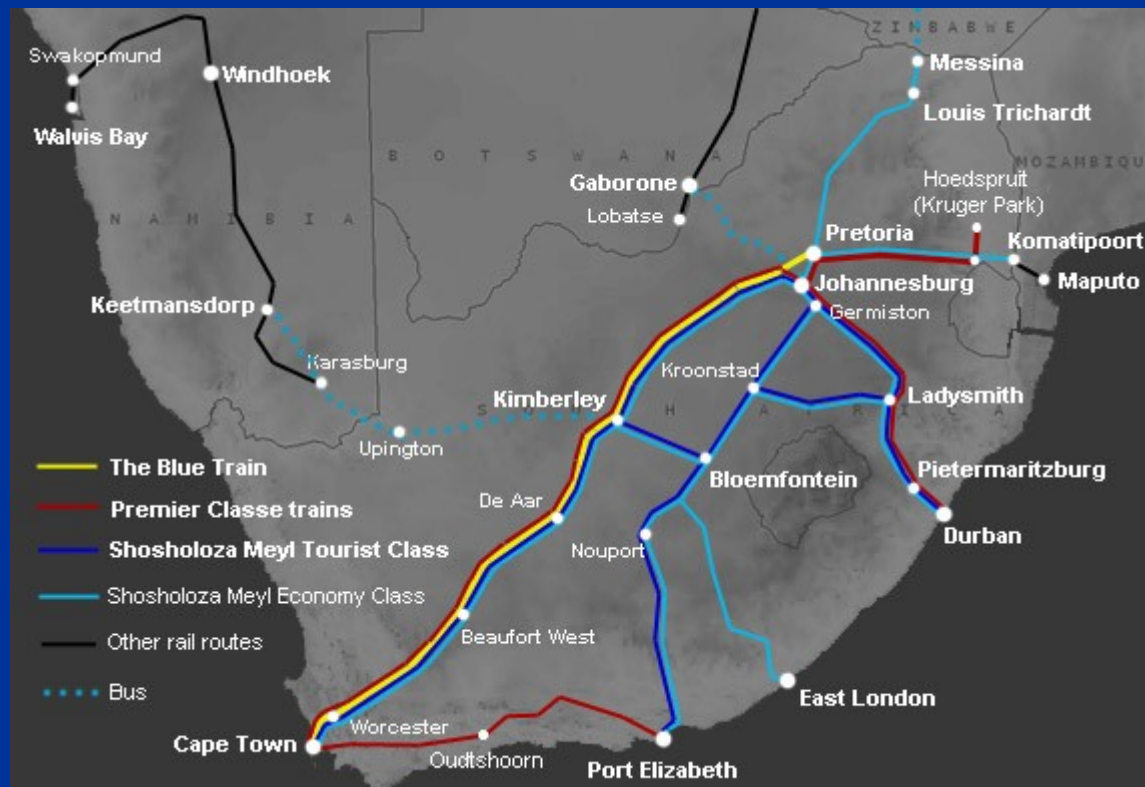 ZIMBABWE
Swakopmund
Windhoek
Messina
Walvis Bay
Louis Trichardt
BOTSWANA
MOZAMBIQU
Gaborone
Hoedspruit
(Kruger Park)
Lobatse
NAMIBIA
Pretoria
Komatipoort
Johannesburg
Maputo
Keetmansdorp
Germiston
Karasburg
Kroonstad
Kimberley
Ladysmith
SOUTH AFRICA
Upington
The Blue Train
Bloemfontein
Pietermaritzburg
De Aar
Premier Classe trains
Durban
Shosholoza Meyl Tourist Class
Nouport
Shosholoza Meyl Economy Class
Beaufort West
Other rail routes
Bus
East London
Worcester
Cape Town
Oudtshoorn
Port Elizabeth